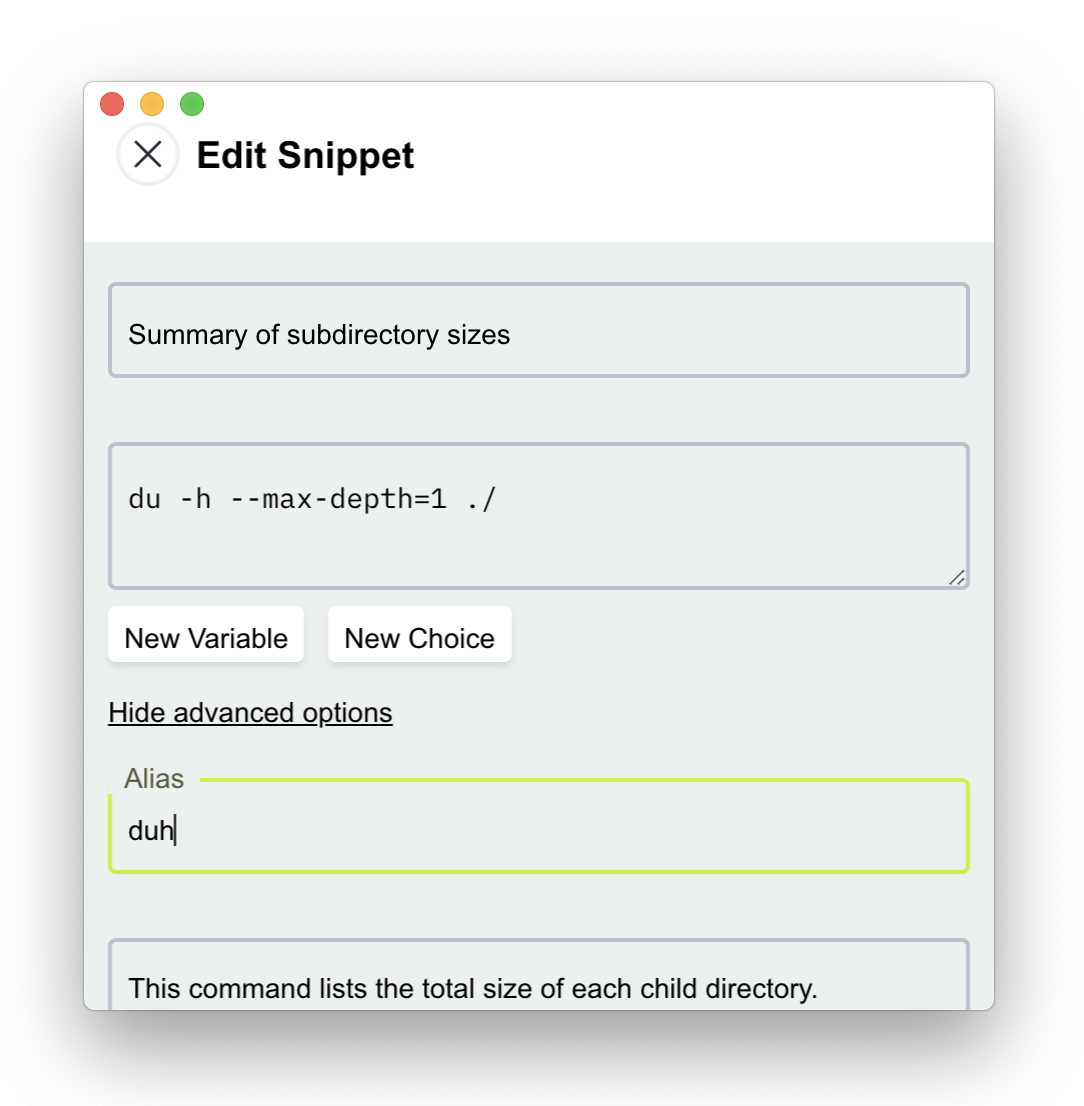 Edit Snippet
Summary of subdirectory sizes
du -h --max-depth=1 ./
New Variable
New Choice
Hide advanced options
Alias
duh
This command lists the total size of each child directory.